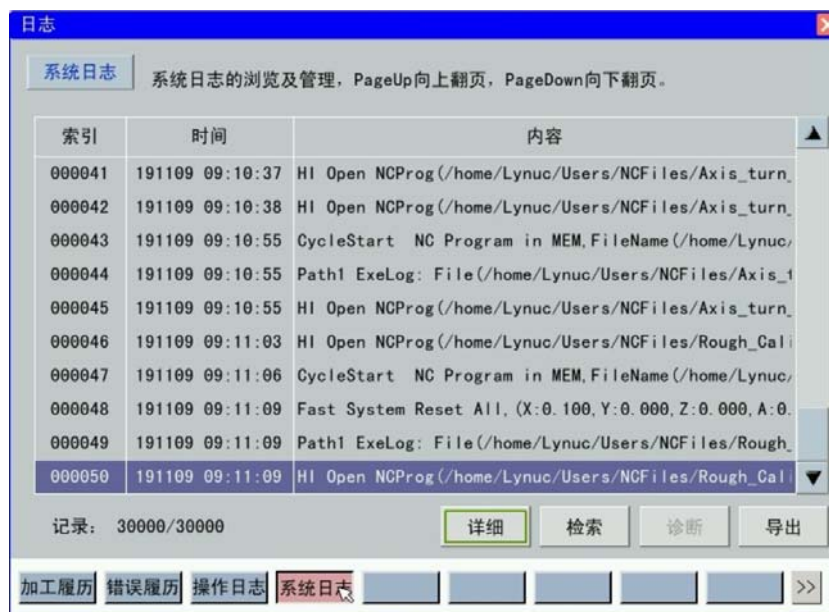 日志
系统日志 系统日志的浏览及管理，PageUp向上翻页，PageDown向下翻页。
索引 时间 内容
000041 191109 09:10:37 HI Open NCProg(/home/Lynuc/Users/NCFiles/Axis_turn_
000042 191109 09:10:38 HI Open NCProg(/home/Lynuc/Users/NCFiles/Axis_turn_
000043 191109 09:10:55 CycleStart NC Program in MEM,FileName(/home/Lynuc/
000044 191109 09:10:55 Path1 ExeLog: File(/home/Lynuc/Users/NCFiles/Axis_t
000045 191109 09:10:55 HI Open NCProg(/home/Lynuc/Users/NCFiles/Axis_turn_
000046 191109 09:11:03 HI Open NCProg(/home/Lynuc/Users/NCFiles/Rough_Cali
000047 191109 09:11:06 CycleStart NC Program in MEM,FileName(/home/Lynuc/
000048 191109 09:11:09 Fast System Reset All, (X:0.100,Y:0.000,Z:0.000,A:0.
000049 191109 09:11:09 Path1 ExeLog: File(/home/Lynuc/Users/NCFiles/Rough_
000050 191109 09:11:09 HI Open NCProg(/home/Lynuc/Users/NCFiles/Rough_Cali
记录： 30000/30000 详细 检索 诊断 导出
加工履历 错误履历 操作日志 系统日志 >>